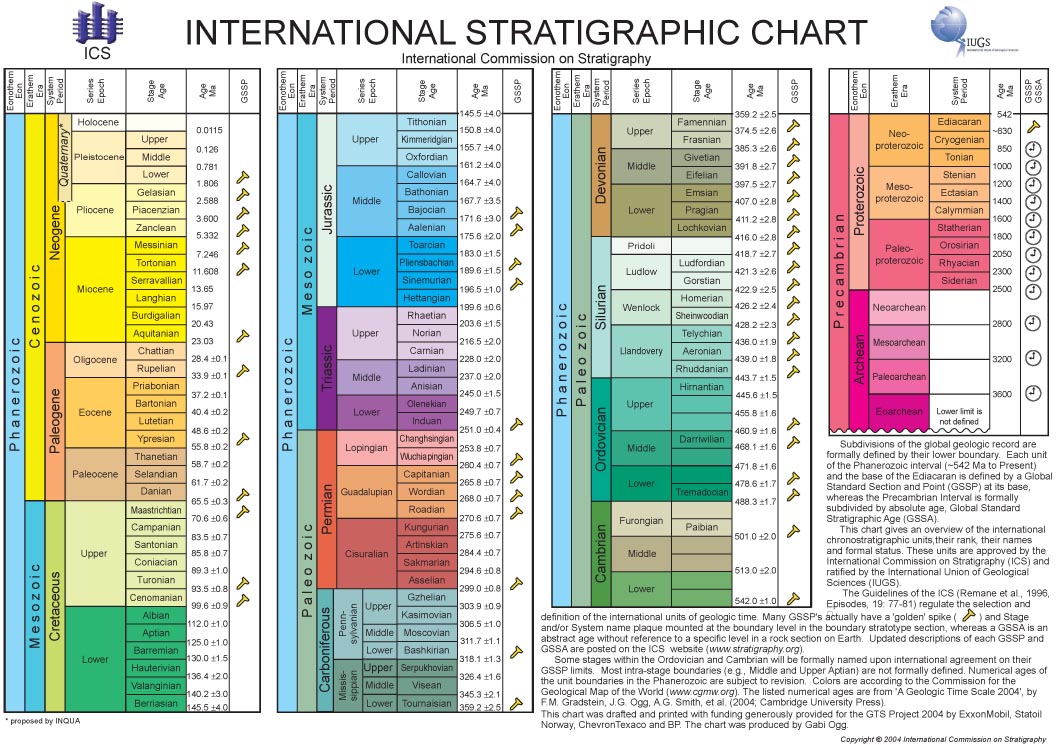 ICS
INTERNATIONAL STRATIGRAPHIC CHART
International Commission on Stratigraphy
IUGS
Eonothem Eon
Erathem Era
System Period
Series Epoch
Stage Age
Age Ma
GSSP
Phanerozoic
Cenozoic
Mesozoic
Quaternary*
Neogene
Paleogene
Cretaceous
Holocene
0.0115
Pleistocene
Upper
0.126
Middle
0.781
Lower
1.806
Pliocene
Gelasian
2.588
Piacenzian
3.600
Zanclean
5.332
Miocene
Messinian
7.246
Tortonian
11.608
Serravallian
13.65
Langhian
15.97
Burdigalian
20.43
Aquitanian
23.03
Oligocene
Chattian
28.4 ±0.1
Rupelian
33.9 ±0.1
Eocene
Priabonian
37.2 ±0.1
Bartonian
40.4 ±0.2
Lutetian
48.6 ±0.2
Ypresian
55.8 ±0.2
Paleocene
Thanetian
58.7 ±0.2
Selandian
61.7 ±0.2
Danian
65.5 ±0.3
Upper
Maastrichtian
70.6 ±0.6
Campanian
83.5 ±0.7
Santonian
85.8 ±0.7
Coniacian
89.3 ±1.0
Turonian
93.5 ±0.8
Cenomanian
99.6 ±0.9
Lower
Albian
112.0 ±1.0
Aptian
125.0 ±1.0
Barremian
130.0 ±1.5
Hauterivian
136.4 ±2.0
Valanginian
140.2 ±3.0
Berriasian
145.5 ±4.0
* proposed by INQUA
Eonothem Eon
Erathem Era
System Period
Series Epoch
Stage Age
Age Ma
GSSP
Phanerozoic
Mesozoic
Paleozoic
Jurassic
Triassic
Permian
Carboniferous
145.5 ±4.0
Upper
Tithonian
150.8 ±4.0
Kimmeridgian
155.7 ±4.0
Oxfordian
161.2 ±4.0
Middle
Callovian
164.7 ±4.0
Bathonian
167.7 ±3.5
Bajocian
171.6 ±3.0
Aalenian
175.6 ±2.0
Lower
Toarcian
183.0 ±1.5
Pliensbachian
189.6 ±1.5
Sinemurian
196.5 ±1.0
Hettangian
199.6 ±0.6
Upper
Rhaetian
203.6 ±1.5
Norian
216.5 ±2.0
Carnian
228.0 ±2.0
Middle
Ladinian
237.0 ±2.0
Anisian
245.0 ±1.5
Lower
Olenekian
249.7 ±0.7
Induan
251.0 ±0.4
Lopingian
Changhsingian
253.8 ±0.7
Wuchiapingian
260.4 ±0.7
Guadalupian
Capitanian
265.8 ±0.7
Wordian
268.0 ±0.7
Roadian
270.6 ±0.7
Cisuralian
Kungurian
275.6 ±0.7
Artinskian
284.4 ±0.7
Sakmarian
294.6 ±0.8
Asselian
299.0 ±0.8
Penn-sylvanian
Upper
Gzhelian
303.9 ±0.9
Kasimovian
306.5 ±1.0
Middle
Moscovian
311.7 ±1.1
Lower
Bashkirian
318.1 ±1.3
Missis-sippian
Upper
Serpukhovian
326.4 ±1.6
Middle
Visean
345.3 ±2.1
Lower
Tournaisian
359.2 ±2.5
Eonothem Eon
Erathem Era
System Period
Series Epoch
Stage Age
Age Ma
GSSP
Phanerozoic
Paleozoic
Devonian
Silurian
Ordovician
Cambrian
359.2 ±2.5
Upper
Famennian
374.5 ±2.6
Frasnian
385.3 ±2.6
Middle
Givetian
391.8 ±2.7
Eifelian
397.5 ±2.7
Lower
Emsian
407.0 ±2.8
Pragian
411.2 ±2.8
Lochkovian
416.0 ±2.8
Pridoli
418.7 ±2.7
Ludlow
Ludfordian
421.3 ±2.6
Gorstian
422.9 ±2.5
Wenlock
Homerian
426.2 ±2.4
Sheinwoodian
428.2 ±2.3
Llandovery
Telychian
436.0 ±1.9
Aeronian
439.0 ±1.8
Rhuddanian
443.7 ±1.5
Upper
Hirnantian
445.6 ±1.5
455.8 ±1.6
460.9 ±1.6
Middle
Darriwilian
468.1 ±1.6
471.8 ±1.6
Lower
478.6 ±1.7
Tremadocian
488.3 ±1.7
Furongian
Paibian
501.0 ±2.0
Middle
513.0 ±2.0
Lower
542.0 ±1.0
Eonothem Eon
Erathem Era
System Period
Age Ma
GSSP GSSA
Precambrian
Proterozoic
Archean
542
Neo-proterozoic
Ediacaran
~630
Cryogenian
850
Tonian
1000
Meso-proterozoic
Stenian
1200
Ectasian
1400
Calymmian
1600
Paleo-proterozoic
Statherian
1800
Orosirian
2050
Rhyacian
2300
Siderian
2500
Neoarchean
2800
Mesoarchean
3200
Paleoarchean
3600
Eoarchean
Lower limit is
not defined
Subdivisions of the global geologic record are
formally defined by their lower boundary. Each unit
of the Phanerozoic interval (~542 Ma to Present)
and the base of the Ediacaran is defined by a Global
Standard Section and Point (GSSP) at its base,
whereas the Precambrian Interval is formally
subdivided by absolute age, Global Standard
Stratigraphic Age (GSSA).
This chart gives an overview of the international
chronostratigraphic units,their rank, their names
and formal status. These units are approved by the
International Commission on Stratigraphy (ICS) and
ratified by the International Union of Geological
Sciences (IUGS).
The Guidelines of the ICS (Remane et al., 1996,
Episodes, 19: 77-81) regulate the selection and
definition of the international units of geologic time. Many GSSP's actually have a 'golden' spike ( ) and Stage
and/or System name plaque mounted at the boundary level in the boundary stratotype section, whereas a GSSA is an
abstract age without reference to a specific level in a rock section on Earth. Updated descriptions of each GSSP and
GSSA are posted on the ICS website (www.stratigraphy.org).
Some stages within the Ordovician and Cambrian will be formally named upon international agreement on their
GSSP limits. Most intra-stage boundaries (e.g., Middle and Upper Aptian) are not formally defined. Numerical ages of
the unit boundaries in the Phanerozoic are subject to revision. Colors are according to the Commission for the
Geological Map of the World (www.cgmw.org). The listed numerical ages are from 'A Geologic Time Scale 2004', by
F.M. Gradstein, J.G. Ogg, A.G. Smith, et al. (2004; Cambridge University Press).
This chart was drafted and printed with funding generously provided for the GTS Project 2004 by ExxonMobil, Statoil
Norway, ChevronTexaco and BP. The chart was produced by Gabi Ogg.
Copyright © 2004 International Commission on Stratigraphy